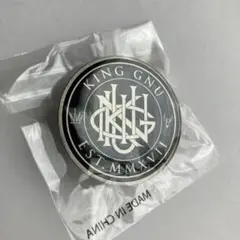 KING GNU
EST. MMXVII
MADE IN CHINA